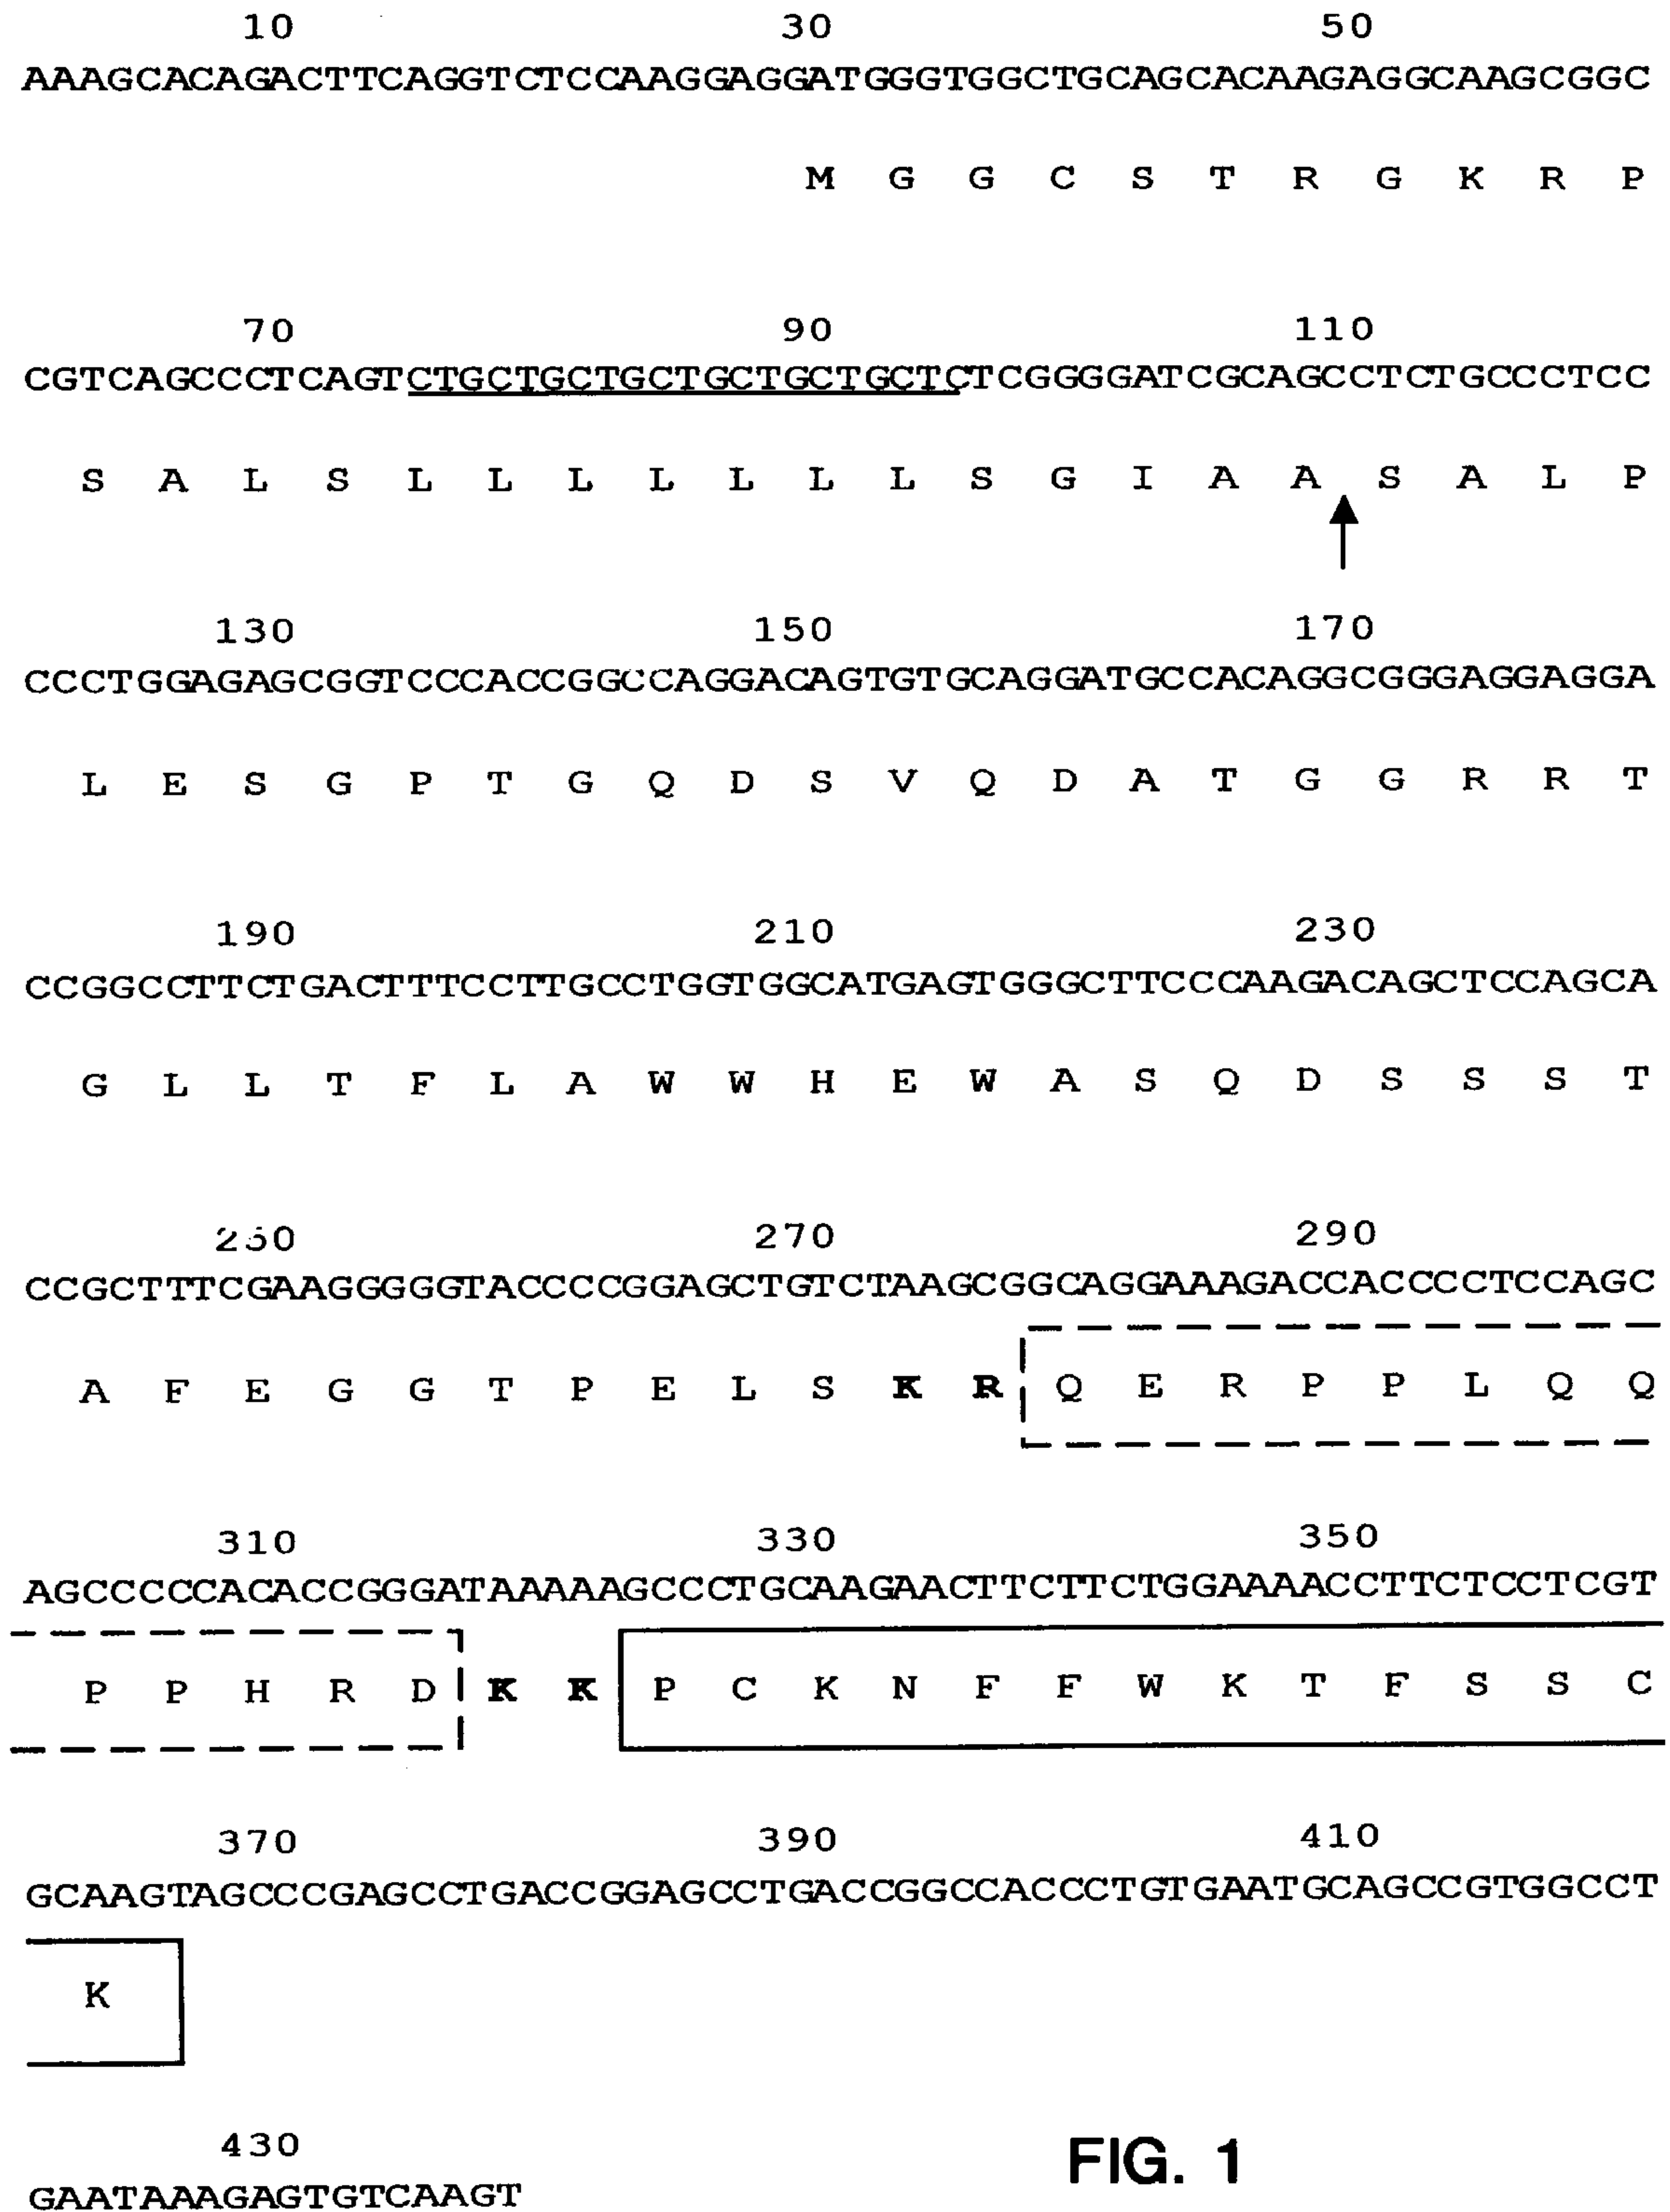 10 30 50
AAAGCACAGACTTCAGGTCTCCAAGGAGGATGGGTGGCTGCAGCACAAGAGGCAAGCGGC
M G G C S T R G K R P
70 90 110
CGTCAGCCCTCAGTCTGCTGCTGCTGCTGCTGCTCTCGGGGATCGCAGCCTCTGCCCTCC
S A L S L L L L L L L S G I A A S A L P
130 150 170
CCCTGGAGAGCGGTCCCACCGGCCAGGACAGTGTGCAGGATGCCACAGGCGGGAGGAGGA
L E S G P T G Q D S V Q D A T G G R R T
190 210 230
CCGGCCTTCTGACTTTCCTTGCCTGGTGGCATGAGTGGGCTTCCCAAGACAGCTCCAGCA
G L L T F L A W W H E W A S Q D S S S T
250 270 290
CCGCTTTCGAAGGGGGTACCCCGGAGCTGTCTAAGCGGCAGGAAAGACCACCCCTCCAGC
A F E G G T P E L S K R Q E R P P L Q Q
310 330 350
AGCCCCCACACCGGGATAAAAAGCCCTGCAAGAACTTCTTCTGGAAAACCTTCTCCTCGT
P P H R D K K P C K N F F W K T F S S C
370 390 410
GCAAGTAGCCCGAGCCTGACCGGAGCCTGACCGGCCACCCTGTGAATGCAGCCGTGGCCT
K
430
GAATAAAGAGTGTCAAGT
FIG. 1